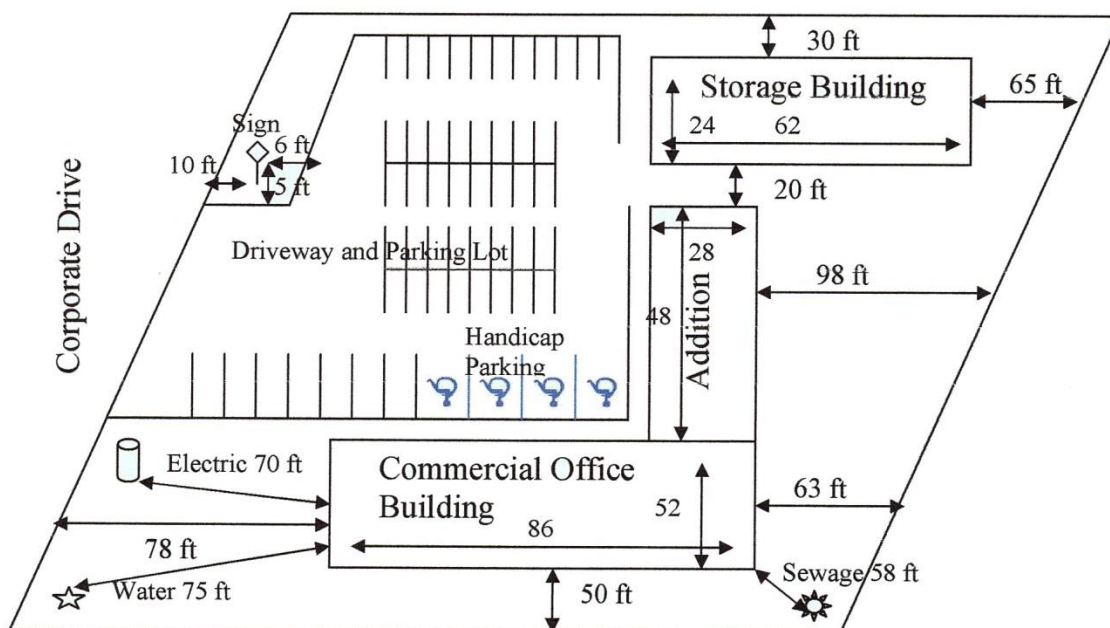 30 ft
Storage Building
65 ft
24
62
Sign
6 ft
10 ft
5 ft
20 ft
Corporate Drive
Driveway and Parking Lot
28
98 ft
48
Addition
Handicap
Parking
Electric 70 ft
Commercial Office
Building
52
63 ft
86
78 ft
Water 75 ft
50 ft
Sewage 58 ft